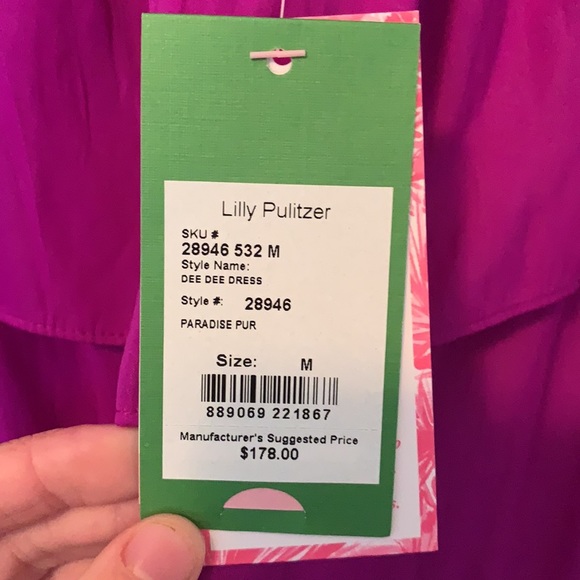 Lilly Pulitzer
SKU #
28946 532 M
Style Name:
DEE DEE DRESS
Style #: 28946
PARADISE PUR
Size: M
889069 221867
Manufacturer's Suggested Price
$178.00